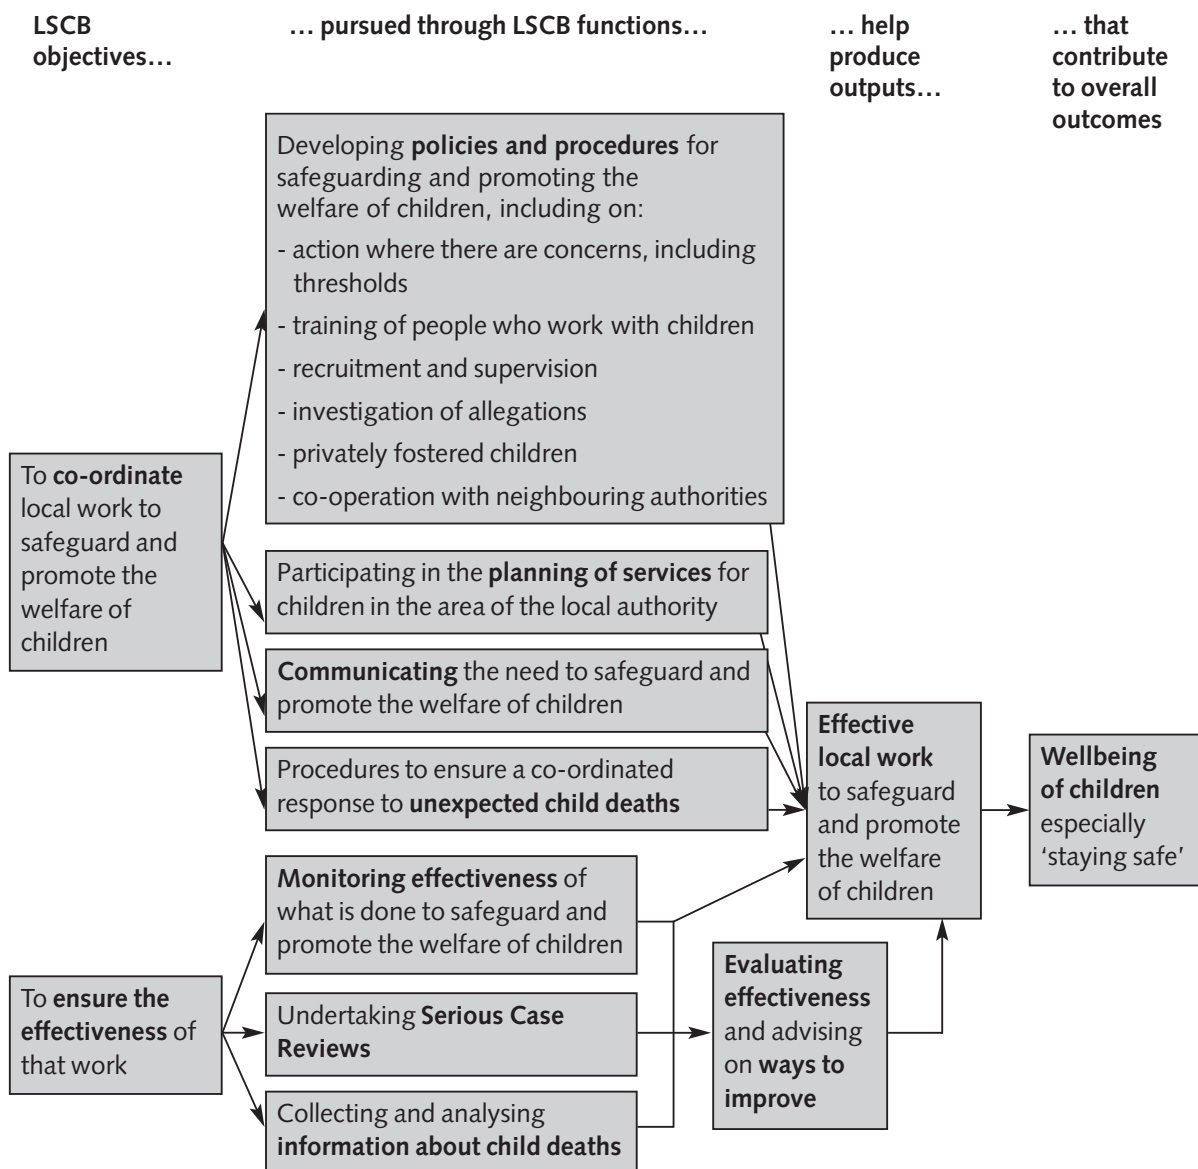 LSCB
objectives…
… pursued through LSCB functions…
… help
produce
outputs…
… that
contribute
to overall
outcomes
Developing policies and procedures for
safeguarding and promoting the
welfare of children, including on:
- action where there are concerns, including
thresholds
- training of people who work with children
- recruitment and supervision
- investigation of allegations
- privately fostered children
- co-operation with neighbouring authorities
To co-ordinate
local work to
safeguard and
promote the
welfare of
children
Participating in the planning of services for
children in the area of the local authority
Communicating the need to safeguard and
promote the welfare of children
Procedures to ensure a co-ordinated
response to unexpected child deaths
Effective
local work
to safeguard
and promote
the welfare
of children
Wellbeing
of children
especially
‘staying safe’
Monitoring effectiveness of
what is done to safeguard and
promote the welfare of children
To ensure the
effectiveness of
that work
Undertaking Serious Case
Reviews
Evaluating
effectiveness
and advising
on ways to
improve
Collecting and analysing
information about child deaths